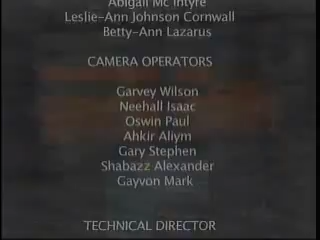 Abigail Mc Intyre
Leslie-Ann Johnson Cornwall
Betty-Ann Lazarus
CAMERA OPERATORS
Garvey Wilson
Neehall Isaac
Oswin Paul
Ahkir Aliym
Gary Stephen
Shabazz Alexander
Gayvon Mark
TECHNICAL DIRECTOR